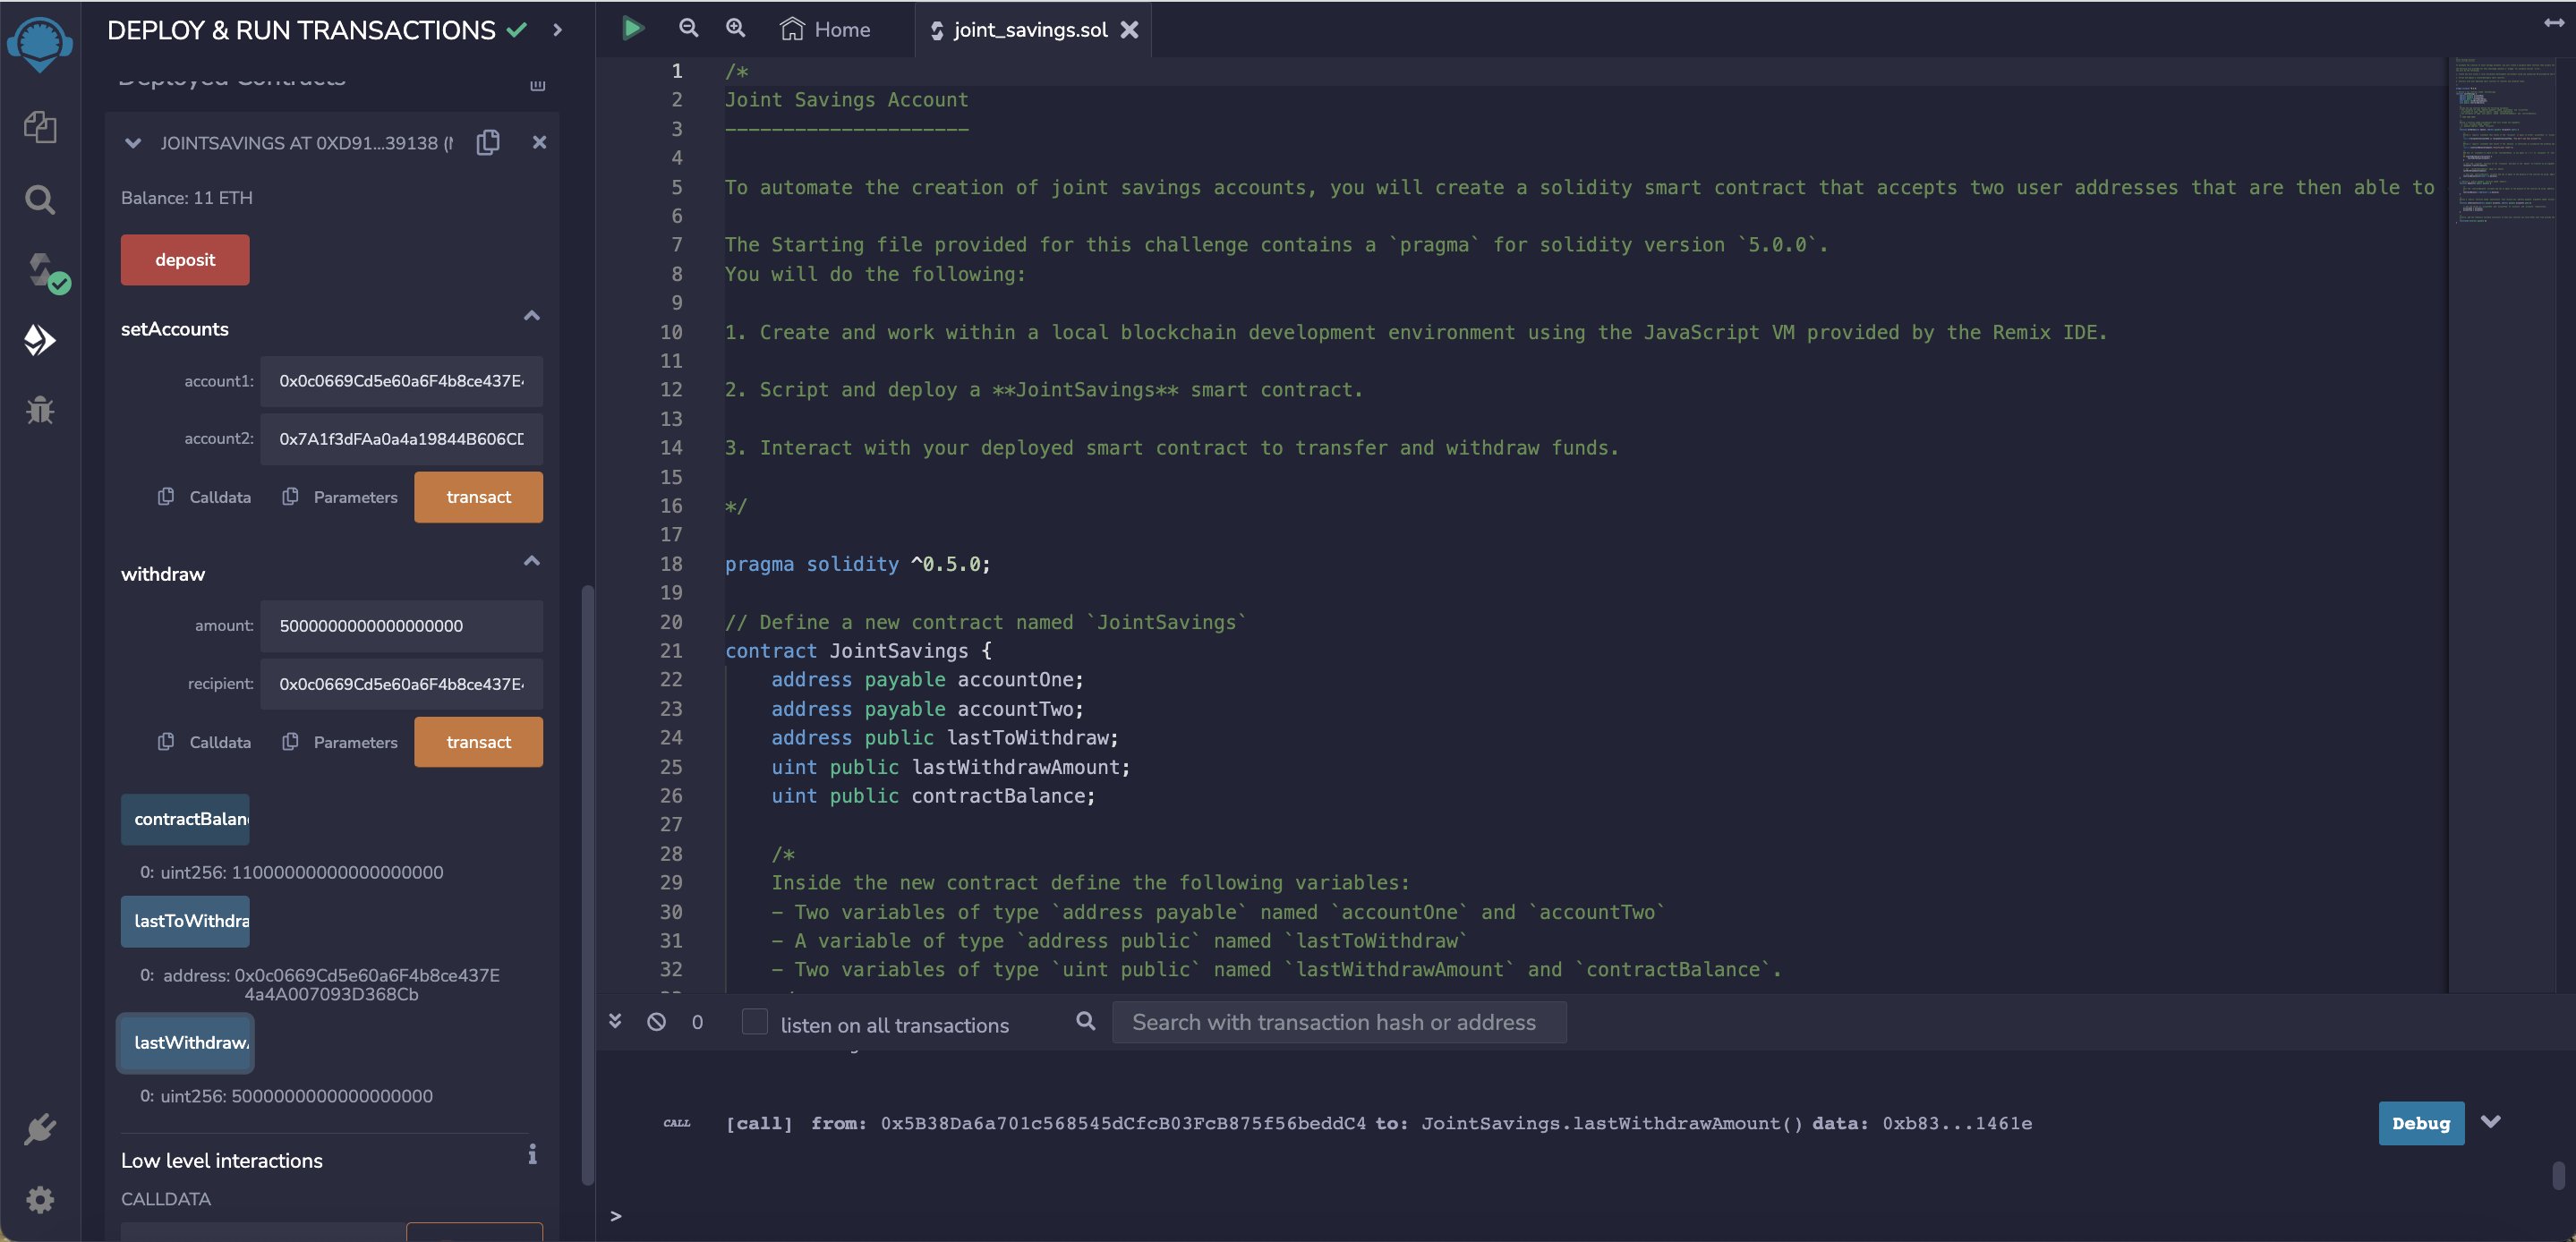 DEPLOY & RUN TRANSACTIONS
Deployed Contracts
JOINTSAVINGS AT 0XD91...39138 (M
Balance: 11 ETH
deposit
setAccounts
account1: 0x0c0669Cd5e60a6F4b8ce437E4
account2: 0x7A1f3dFAa0a4a19844B606CD
Calldata Parameters transact
withdraw
amount: 5000000000000000000
recipient: 0x0c0669Cd5e60a6F4b8ce437E4
Calldata Parameters transact
contractBalan
0: uint256: 11000000000000000000
lastToWithdra
0: address: 0x0c0669Cd5e60a6F4b8ce437E
4a4A007093D368Cb
lastWithdraw
0: uint256: 5000000000000000000
Low level interactions
CALLDATA
Home joint_savings.sol
1 /*
2 Joint Savings Account
3 ---------------------
4
5 To automate the creation of joint savings accounts, you will create a solidity smart contract that accepts two user addresses that are then able to
6
7 The Starting file provided for this challenge contains a `pragma` for solidity version `5.0.0`.
8 You will do the following:
9
10 1. Create and work within a local blockchain development environment using the JavaScript VM provided by the Remix IDE.
11
12 2. Script and deploy a **JointSavings** smart contract.
13
14 3. Interact with your deployed smart contract to transfer and withdraw funds.
15
16 */
17
18 pragma solidity ^0.5.0;
19
20 // Define a new contract named `JointSavings`
21 contract JointSavings {
22 address payable accountOne;
23 address payable accountTwo;
24 address public lastToWithdraw;
25 uint public lastWithdrawAmount;
26 uint public contractBalance;
27
28 /*
29 Inside the new contract define the following variables:
30 - Two variables of type `address payable` named `accountOne` and `accountTwo`
31 - A variable of type `address public` named `lastToWithdraw`
32 - Two variables of type `uint public` named `lastWithdrawAmount` and `contractBalance`.
0 listen on all transactions Search with transaction hash or address
CALL [call] from: 0x5B38Da6a701c568545dCfcB03FcB875f56beddC4 to: JointSavings.lastWithdrawAmount() data: 0xb83...1461e Debug
>